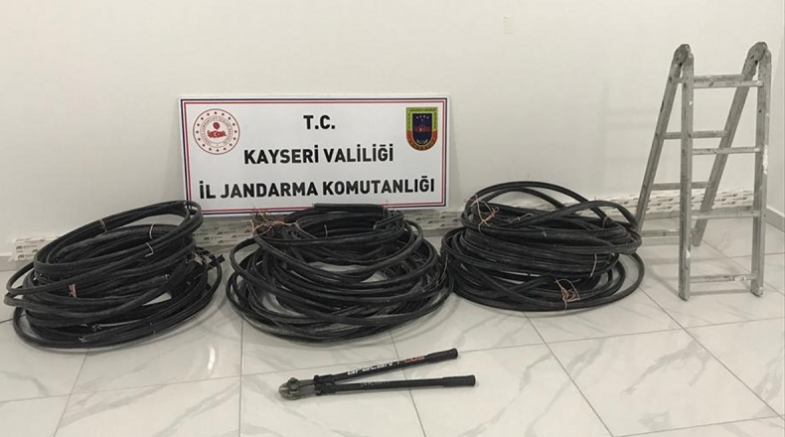 T.C.
KAYSERİ VALİLİĞİ
İL JANDARMA KOMUTANLIĞI